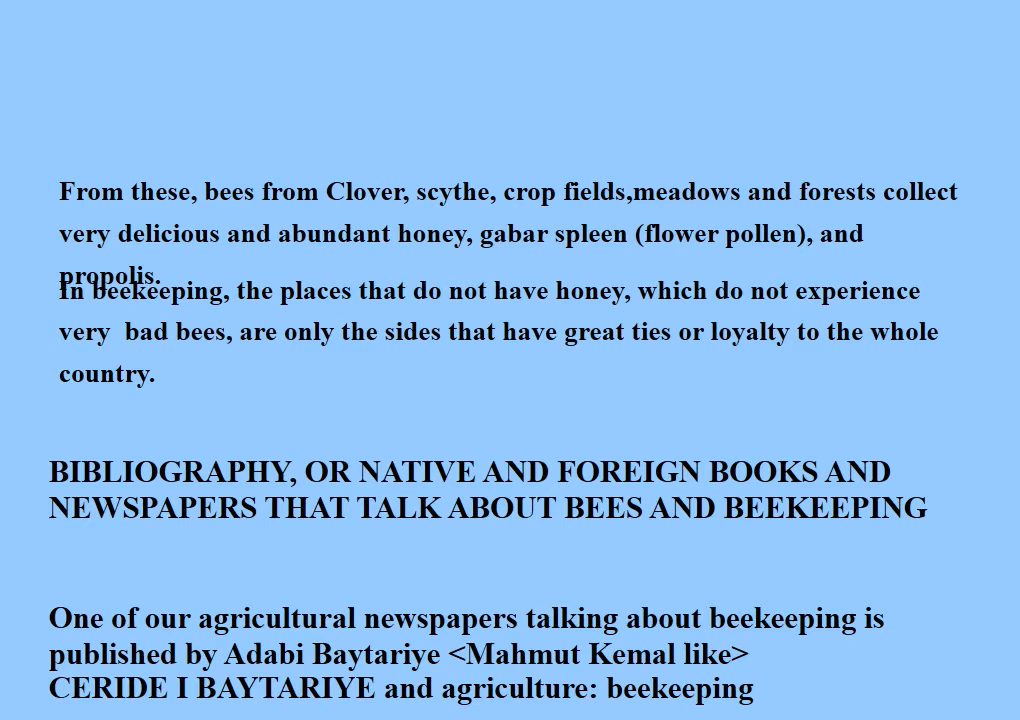 From these, bees from Clover, scythe, crop fields,meadows and forests collect
very delicious and abundant honey, gabar spleen (flower pollen), and
propolis.
In beekeeping, the places that do not have honey, which do not experience
very  bad bees, are only the sides that have great ties or loyalty to the whole
country.
BIBLIOGRAPHY, OR NATIVE AND FOREIGN BOOKS AND
NEWSPAPERS THAT TALK ABOUT BEES AND BEEKEEPING
One of our agricultural newspapers talking about beekeeping is
published by Adabi Baytariye <Mahmut Kemal like>
CERIDE I BAYTARIYE and agriculture: beekeeping